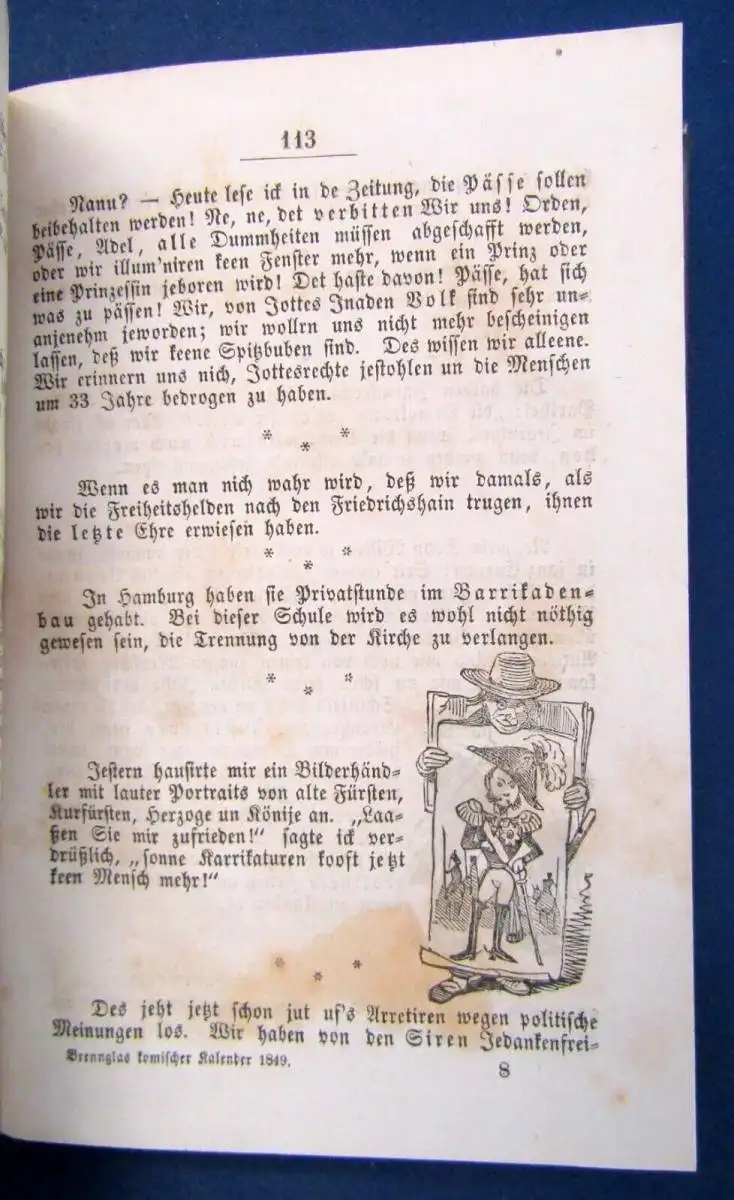 113
Nanu? — Heute lese ick in de Zeitung, die Pässe sollen
beibehalten werden! Ne, ne, det verbitten Wir uns! Orden,
Pässe, Adel, alle Dummheiten müssen abgeschafft werden,
oder wir illum'niren keen Fenster mehr, wenn ein Prinz oder
eine Prinzessin jeboren wird! Det haste davon! Pässe, hat sich
was zu pässen! Wir, von Jottes Jnaden Volk sind sehr un-
anjenehm jeworden; wir wollrn uns nicht mehr bescheinigen
lassen, deß wir keene Spitzbuben sind. Des wissen wir alleene.
Wir erinnern uns nich, Jottesrechte jestohlen un die Menschen
um 33 Jahre bedrogen zu haben.
* * *
Wenn es man nich wahr wird, deß wir damals, als
wir die Freiheitshelden nach den Friedrichshain trugen, ihnen
die letzte Ehre erwiesen haben.
* * *
In Hamburg haben sie Privatstunde im Barrikaden-
bau gehabt. Bei dieser Schule wird es wohl nicht nöthig
gewesen sein, die Trennung von der Kirche zu verlangen.
* * *
Jestern hausirte mir ein Bilderhänd-
ler mit lauter Portraits von alte Fürsten,
Kurfürsten, Herzoge un Könije an. „Laa-
ßen Sie mir zufrieden!“ sagte ick ver-
drüßlich, „sonne Karrikaturen kooft jetzt
keen Mensch mehr!“
* * *
Des jeht jetzt schon jut uf's Arretiren wegen politische
Meinungen los. Wir haben von den Siren Jedankenfrei-
Brennglas komischer Kalender 1849.
8